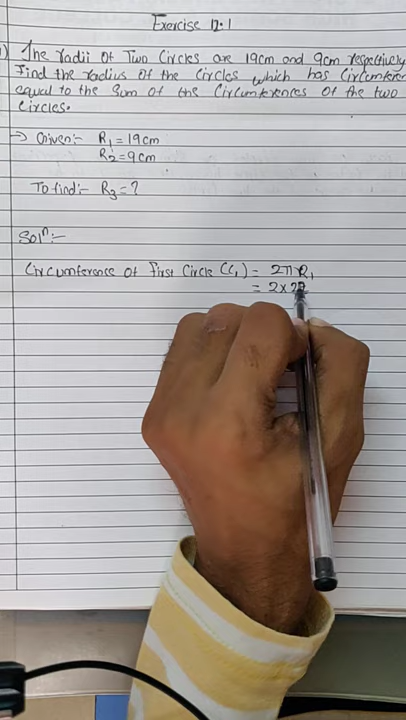 Exercise 12.1
1) The radii of Two Circles are 19cm and 9cm respectively
Find the radius of the circles which has Circumferen
equal to the Sum of the Circumferences of the two
Circles.
→ Given:- R₁ = 19cm
R₂ = 9cm
To find:- R₃ = ?
Solⁿ:-
Circumference of First Circle (C₁) = 2πR₁
= 2×22